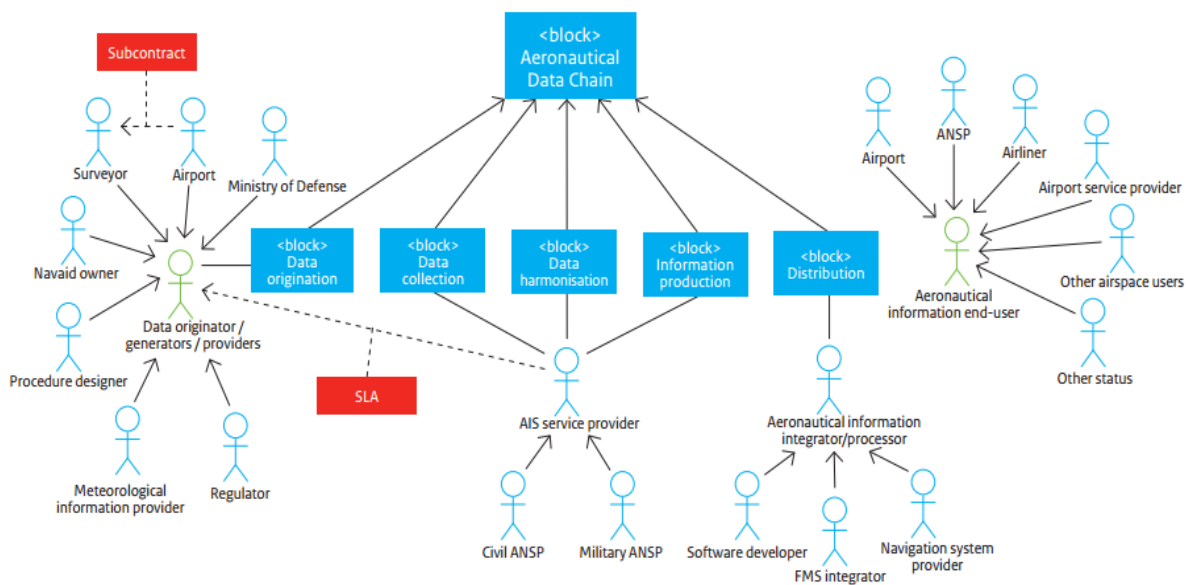 Subcontract
<block>
Aeronautical
Data Chain
Surveyor
Airport
Ministry of Defense
Airport
ANSP
Airliner
Airport service provider
Navaid owner
<block>
Data
origination
<block>
Data
collection
<block>
Data
harmonisation
<block>
Information
production
<block>
Distribution
Other airspace users
Aeronautical
information end-user
Data originator /
generators / providers
Procedure designer
SLA
Other status
AIS service provider
Aeronautical information
integrator/processor
Meteorological
information provider
Regulator
Civil ANSP
Military ANSP
Software developer
FMS integrator
Navigation system
provider